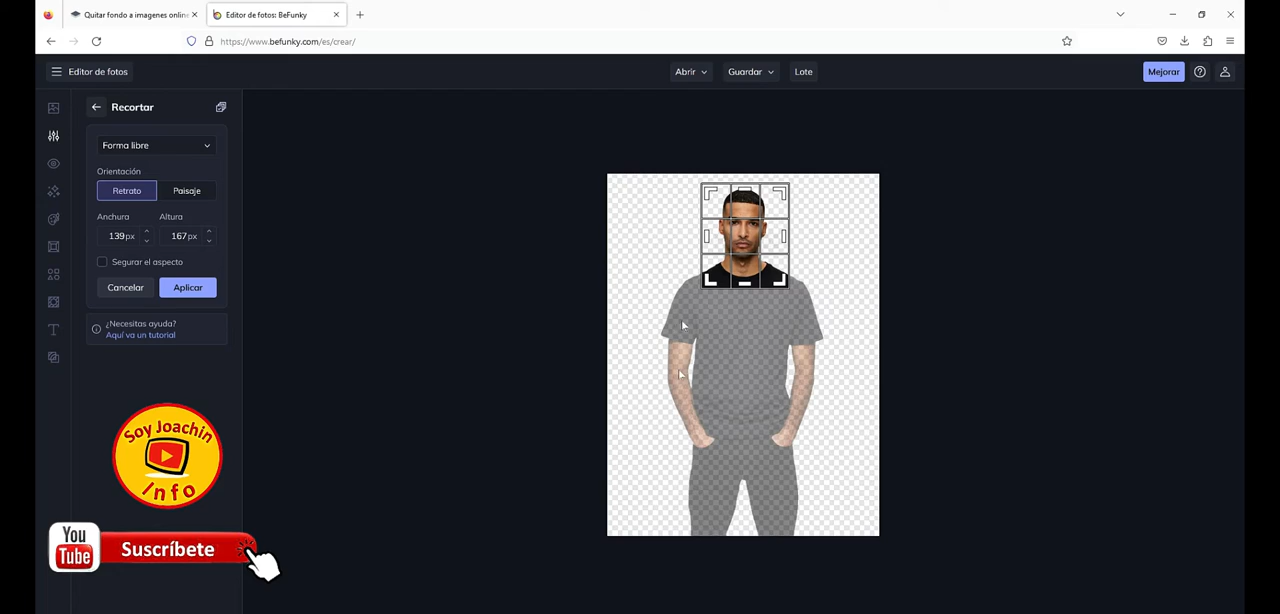 Quitar fondo a imagenes online
Editor de fotos: BeFunky
https://www.befunky.com/es/crear/
Editor de fotos
Abrir
Guardar
Lote
Mejorar
Recortar
Forma libre
Orientación
Retrato
Paisaje
Anchura
Altura
139px
167px
Segurar el aspecto
Cancelar
Aplicar
¿Necesitas ayuda?
Aquí va un tutorial
Soy Joachin
Info
You
Tube
Suscríbete